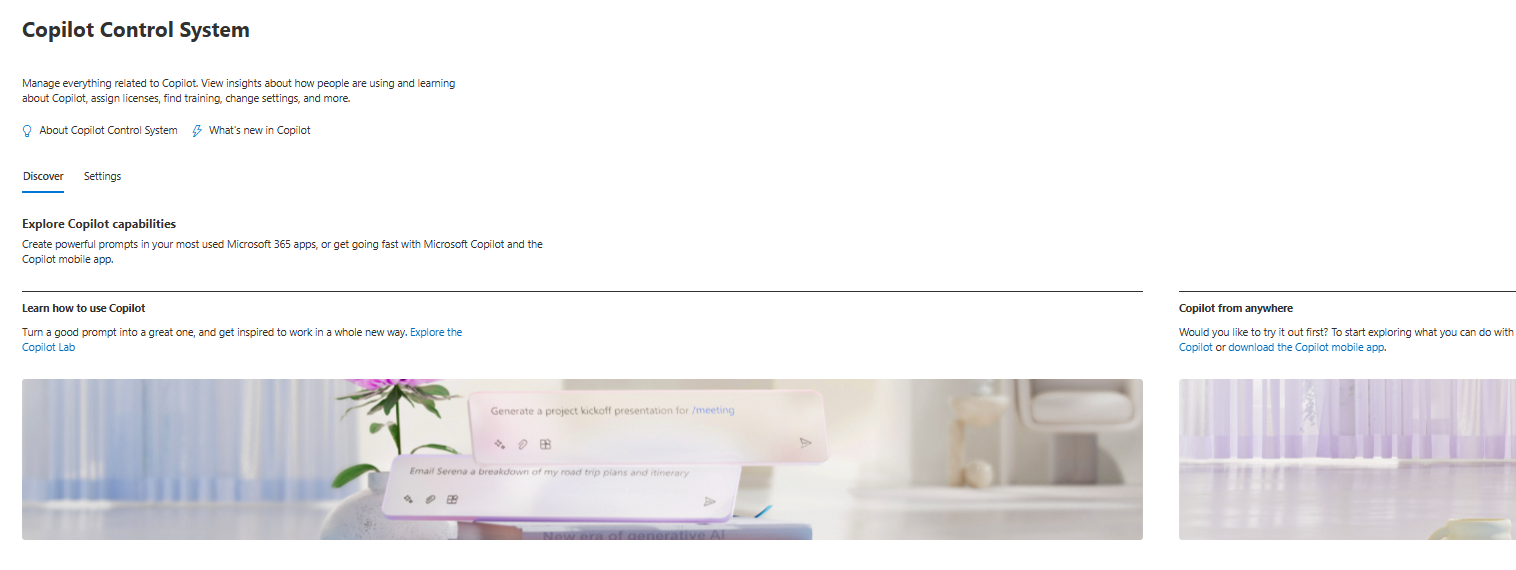 Copilot Control System
Manage everything related to Copilot. View insights about how people are using and learning
about Copilot, assign licenses, find training, change settings, and more.
About Copilot Control System
What's new in Copilot
Discover
Settings
Explore Copilot capabilities
Create powerful prompts in your most used Microsoft 365 apps, or get going fast with Microsoft Copilot and the
Copilot mobile app.
Learn how to use Copilot
Turn a good prompt into a great one, and get inspired to work in a whole new way. Explore the
Copilot Lab
Copilot from anywhere
Would you like to try it out first? To start exploring what you can do with
Copilot or download the Copilot mobile app.
Generate a project kickoff presentation for /meeting
Email Serena a breakdown of my road trip plans and itinerary
New era of generative AI